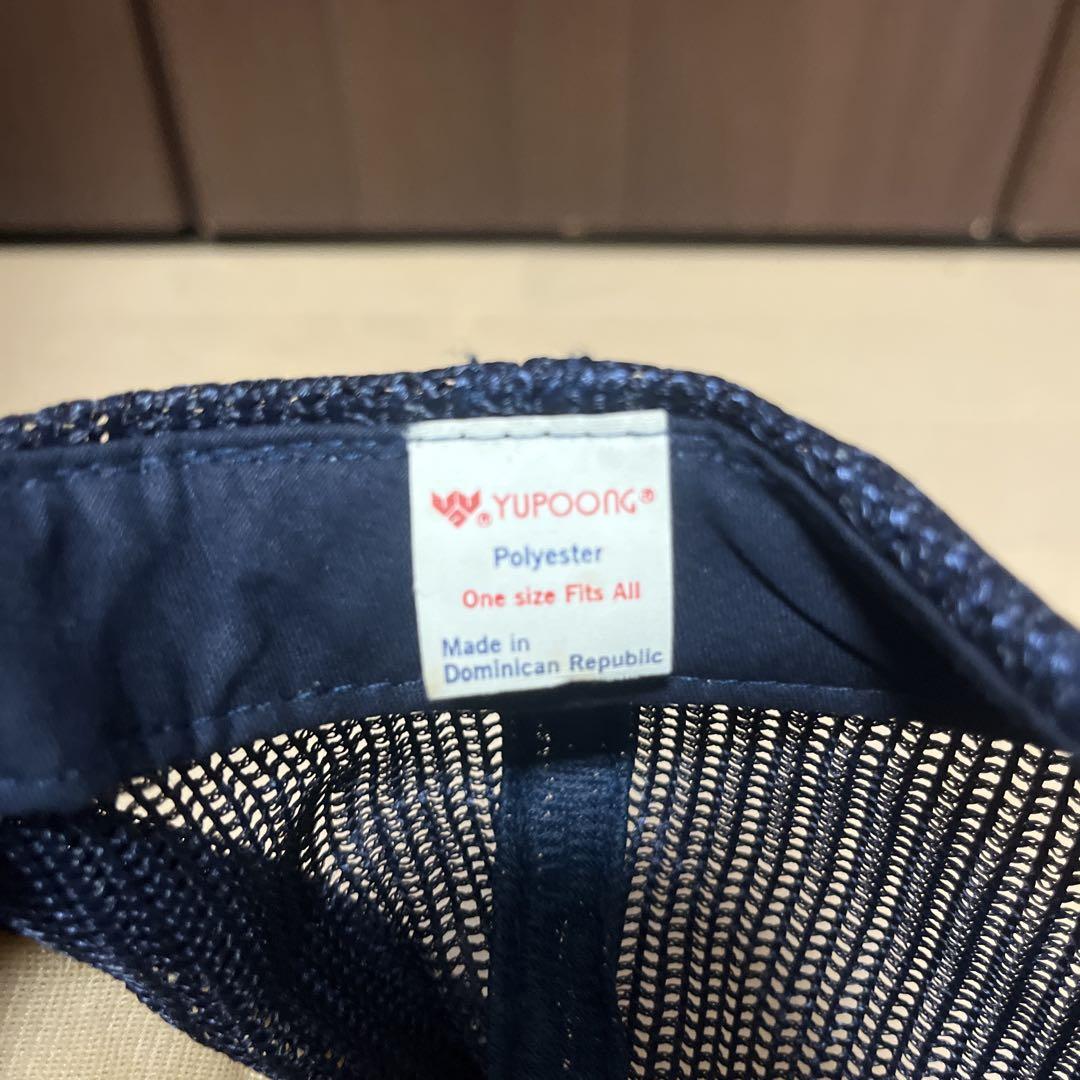 YUPOONG®
Polyester
One size Fits All
Made in
Dominican Republic